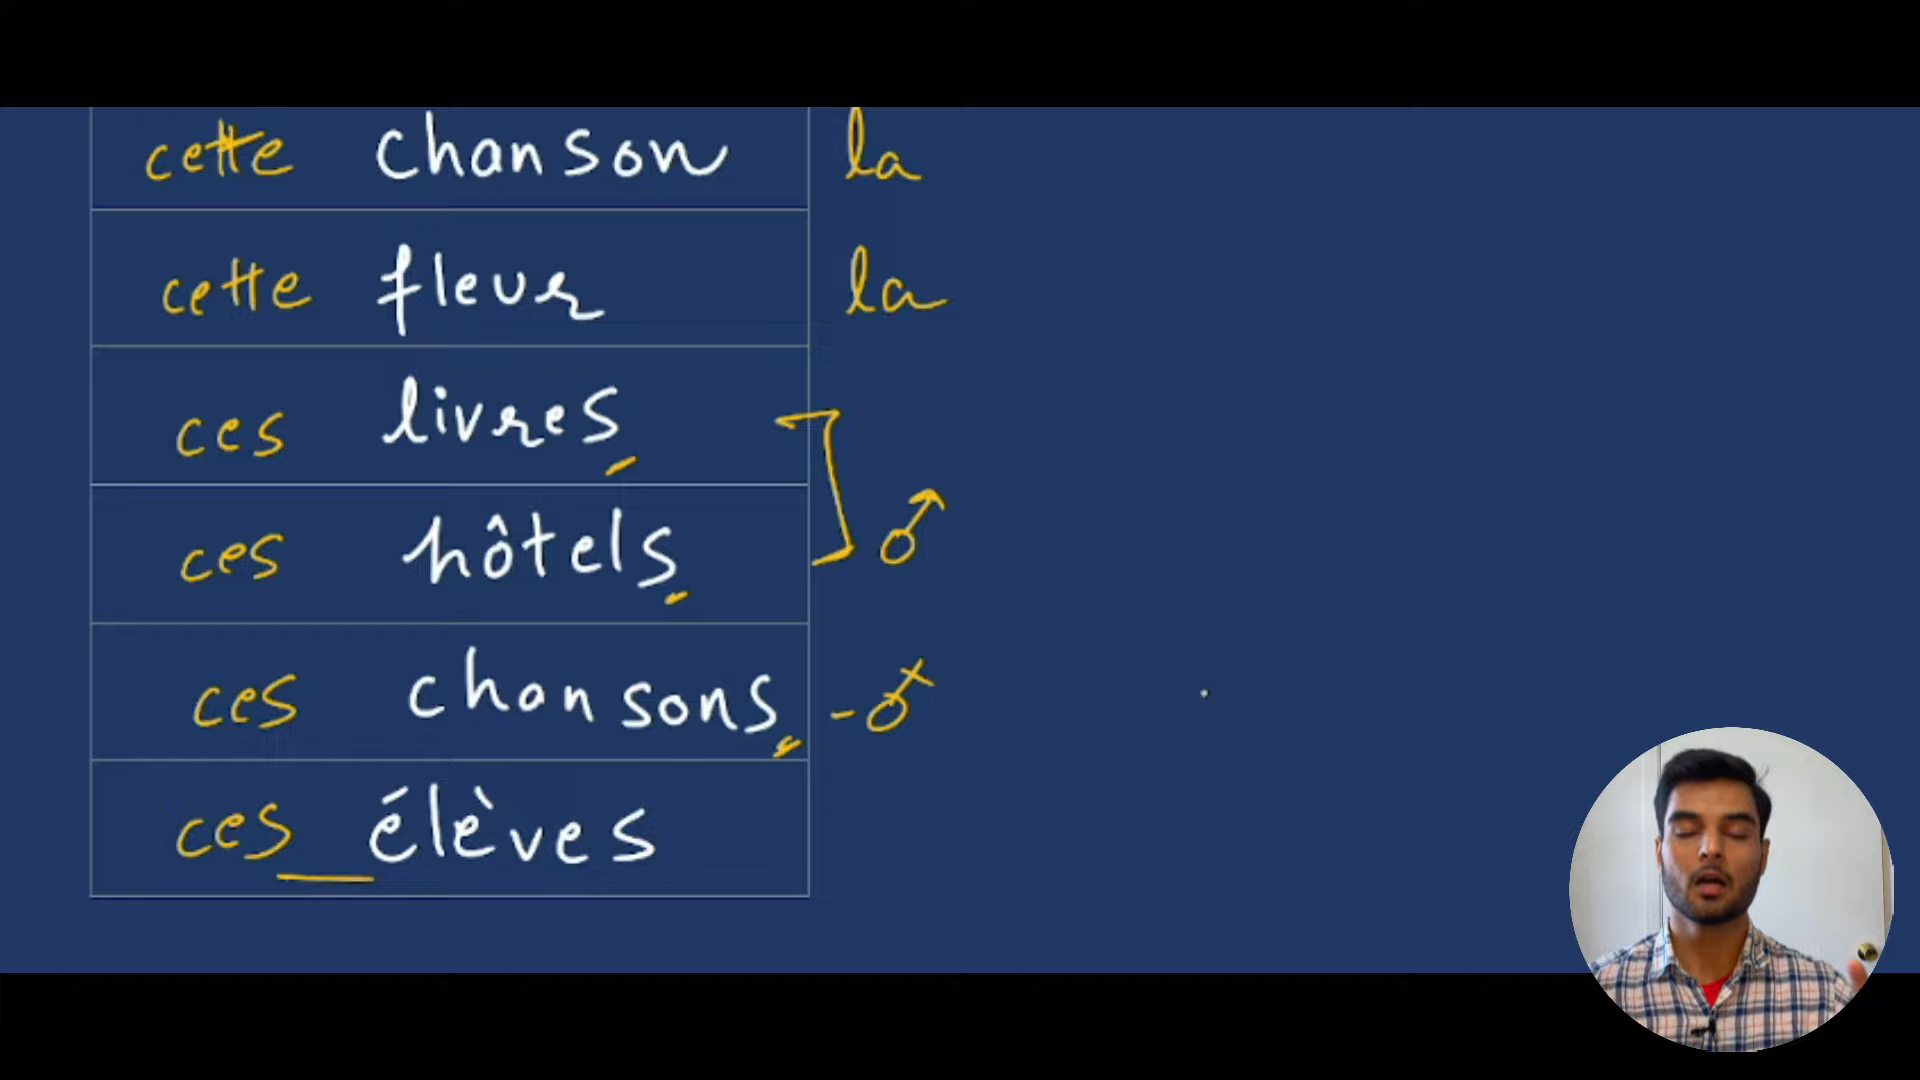 cette chanson la
cette fleur la
ces livres
ces hôtels ♂
ces chansons - ♀
ces élèves